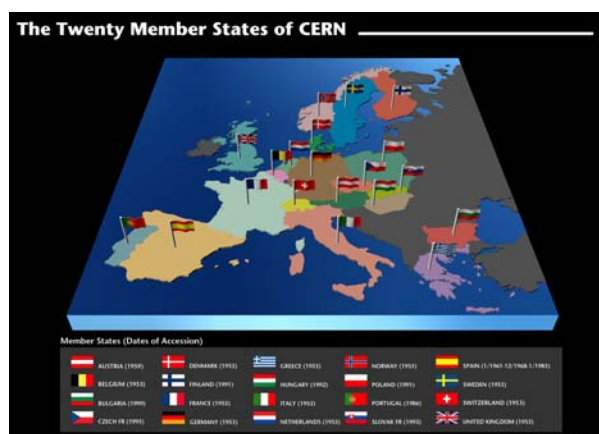 The Twenty Member States of CERN
Member States (Dates of Accession)
AUSTRIA (1959)
DENMARK (1953)
GREECE (1953)
NORWAY (1953)
SPAIN (1/1961-12/1968-1/1983)
BELGIUM (1953)
FINLAND (1991)
HUNGARY (1992)
POLAND (1991)
SWEDEN (1953)
BULGARIA (1999)
FRANCE (1953)
ITALY (1953)
PORTUGAL (1986)
SWITZERLAND (1953)
CZECH FR (1993)
GERMANY (1953)
NETHERLANDS (1953)
SLOVAK FR (1993)
UNITED KINGDOM (1953)